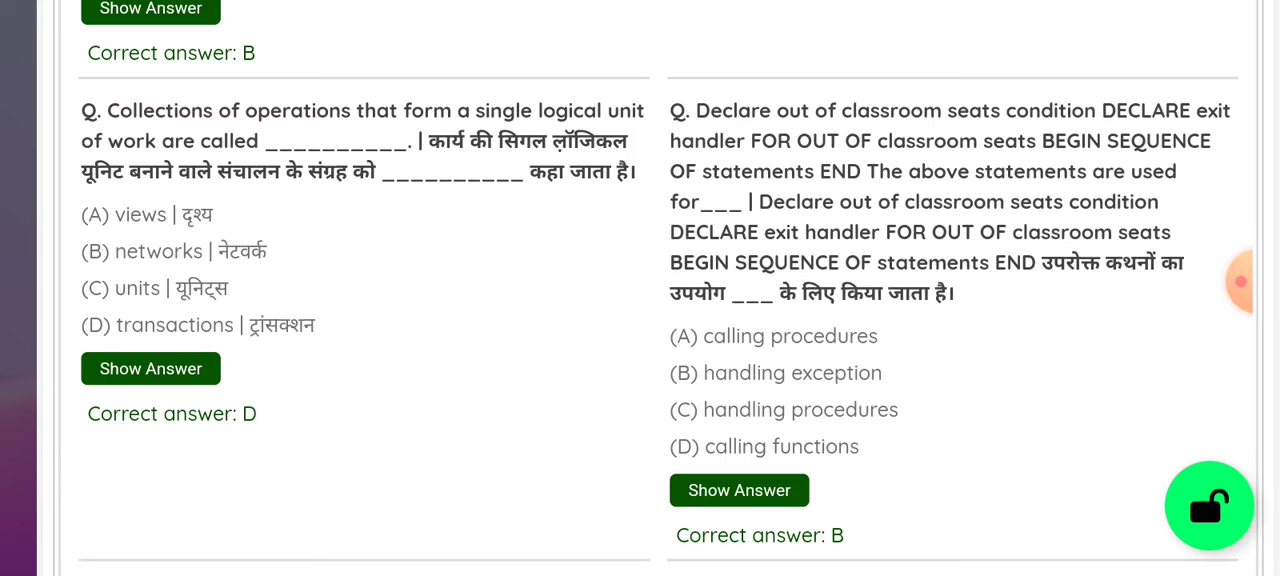 Show Answer
Correct answer: B
Q. Collections of operations that form a single logical unit
of work are called __________. | कार्य की सिगल ल़ॉजिकल
यूनिट बनाने वाले संचालन के संग्रह को __________ कहा जाता है।
(A) views | दृश्य
(B) networks | नेटवर्क
(C) units | यूनिट्स
(D) transactions | ट्रांसक्शन
Show Answer
Correct answer: D
Q. Declare out of classroom seats condition DECLARE exit
handler FOR OUT OF classroom seats BEGIN SEQUENCE
OF statements END The above statements are used
for___ | Declare out of classroom seats condition
DECLARE exit handler FOR OUT OF classroom seats
BEGIN SEQUENCE OF statements END उपरोक्त कथनों का
उपयोग ___ के लिए किया जाता है।
(A) calling procedures
(B) handling exception
(C) handling procedures
(D) calling functions
Show Answer
Correct answer: B